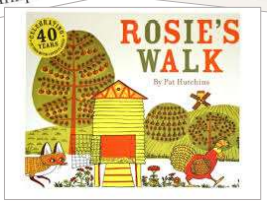 CELEBRATING
40
YEARS
ROSIE'S
WALK
By Pat Hutchins